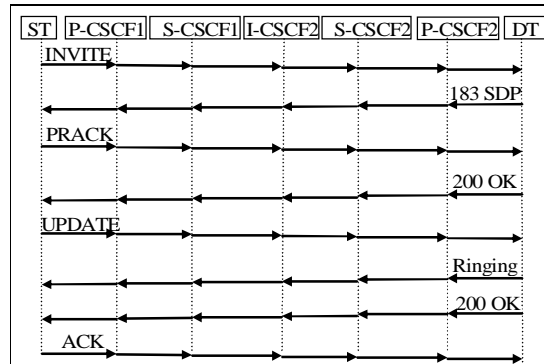 ST P-CSCF1 S-CSCF1 I-CSCF2 S-CSCF2 P-CSCF2 DT
INVITE
183 SDP
PRACK
200 OK
UPDATE
Ringing
200 OK
ACK